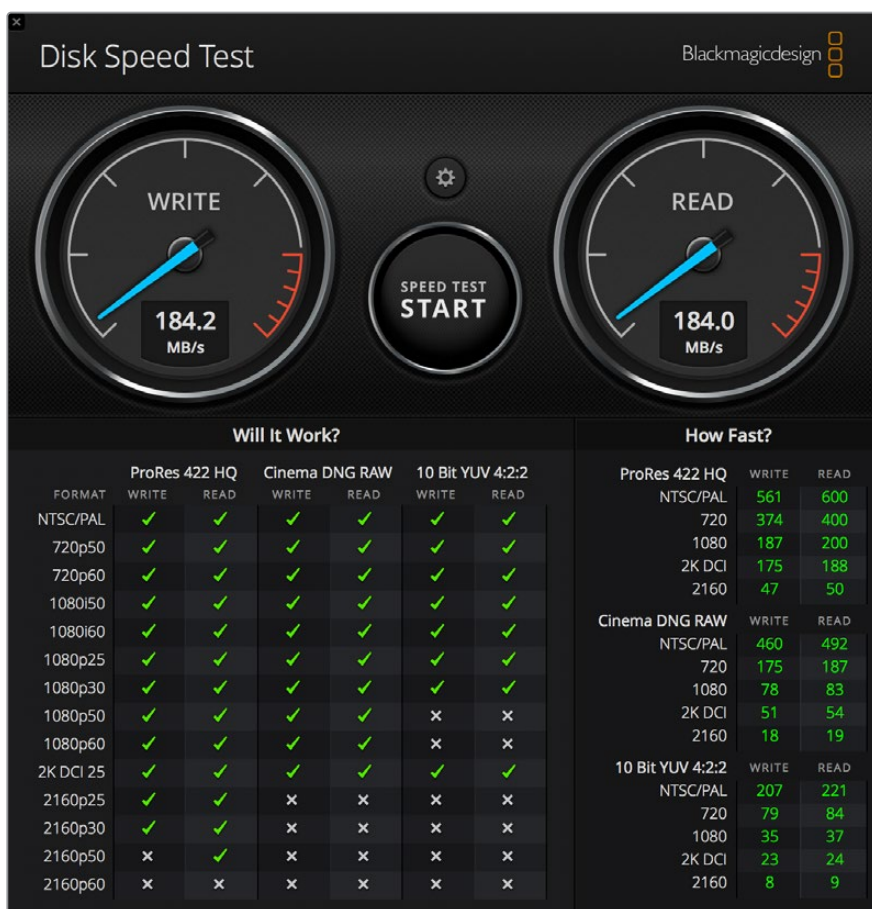 Disk Speed Test
Blackmagicdesign
WRITE
184.2
MB/s
SPEED TEST
START
READ
184.0
MB/s
Will It Work?
ProRes 422 HQ Cinema DNG RAW 10 Bit YUV 4:2:2
FORMAT WRITE READ WRITE READ WRITE READ
NTSC/PAL ✓ ✓ ✓ ✓ ✓ ✓
720p50 ✓ ✓ ✓ ✓ ✓ ✓
720p60 ✓ ✓ ✓ ✓ ✓ ✓
1080i50 ✓ ✓ ✓ ✓ ✓ ✓
1080i60 ✓ ✓ ✓ ✓ ✓ ✓
1080p25 ✓ ✓ ✓ ✓ ✓ ✓
1080p30 ✓ ✓ ✓ ✓ ✓ ✓
1080p50 ✓ ✓ ✓ ✓ × ×
1080p60 ✓ ✓ ✓ ✓ × ×
2K DCI 25 ✓ ✓ ✓ ✓ ✓ ✓
2160p25 ✓ ✓ × × × ×
2160p30 ✓ ✓ × × × ×
2160p50 × ✓ × × × ×
2160p60 × × × × × ×
How Fast?
ProRes 422 HQ WRITE READ
NTSC/PAL 561 600
720 374 400
1080 187 200
2K DCI 175 188
2160 47 50
Cinema DNG RAW WRITE READ
NTSC/PAL 460 492
720 175 187
1080 78 83
2K DCI 51 54
2160 18 19
10 Bit YUV 4:2:2 WRITE READ
NTSC/PAL 207 221
720 79 84
1080 35 37
2K DCI 23 24
2160 8 9